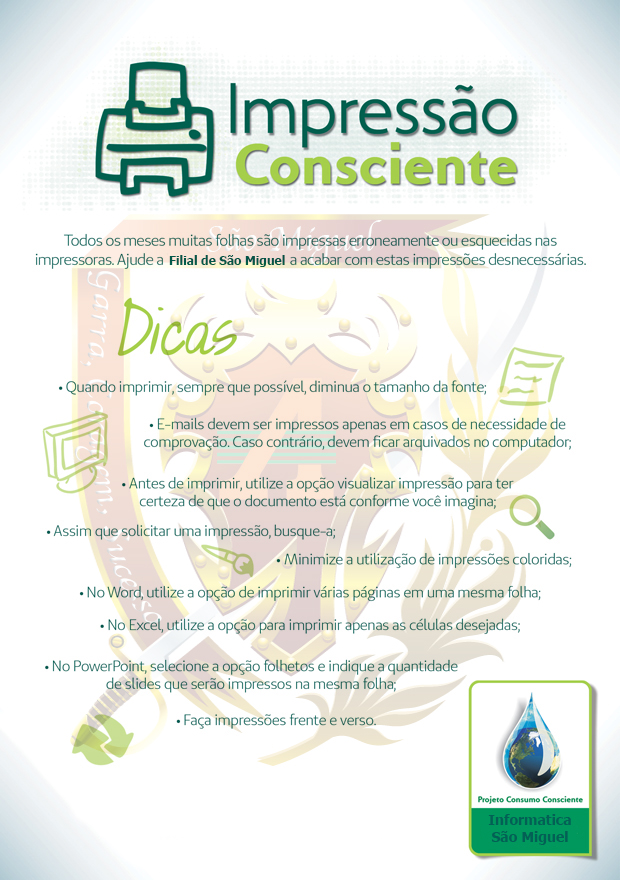 Impressão
Consciente
São Miguel
Todos os meses muitas folhas são impressas erroneamente ou esquecidas nas
impressoras. Ajude a Filial de São Miguel a acabar com estas impressões desnecessárias.
Garra,
Dicas
• Quando imprimir, sempre que possível, diminua o tamanho da fonte;
• E-mails devem ser impressos apenas em casos de necessidade de
comprovação. Caso contrário, devem ficar arquivados no computador;
• Antes de imprimir, utilize a opção visualizar impressão para ter
certeza de que o documento está conforme você imagina;
• Assim que solicitar uma impressão, busque-a;
• Minimize a utilização de impressões coloridas;
• No Word, utilize a opção de imprimir várias páginas em uma mesma folha;
• No Excel, utilize a opção para imprimir apenas as células desejadas;
• No PowerPoint, selecione a opção folhetos e indique a quantidade
de slides que serão impressos na mesma folha;
• Faça impressões frente e verso.
Projeto Consumo Consciente
Informatica
São Miguel